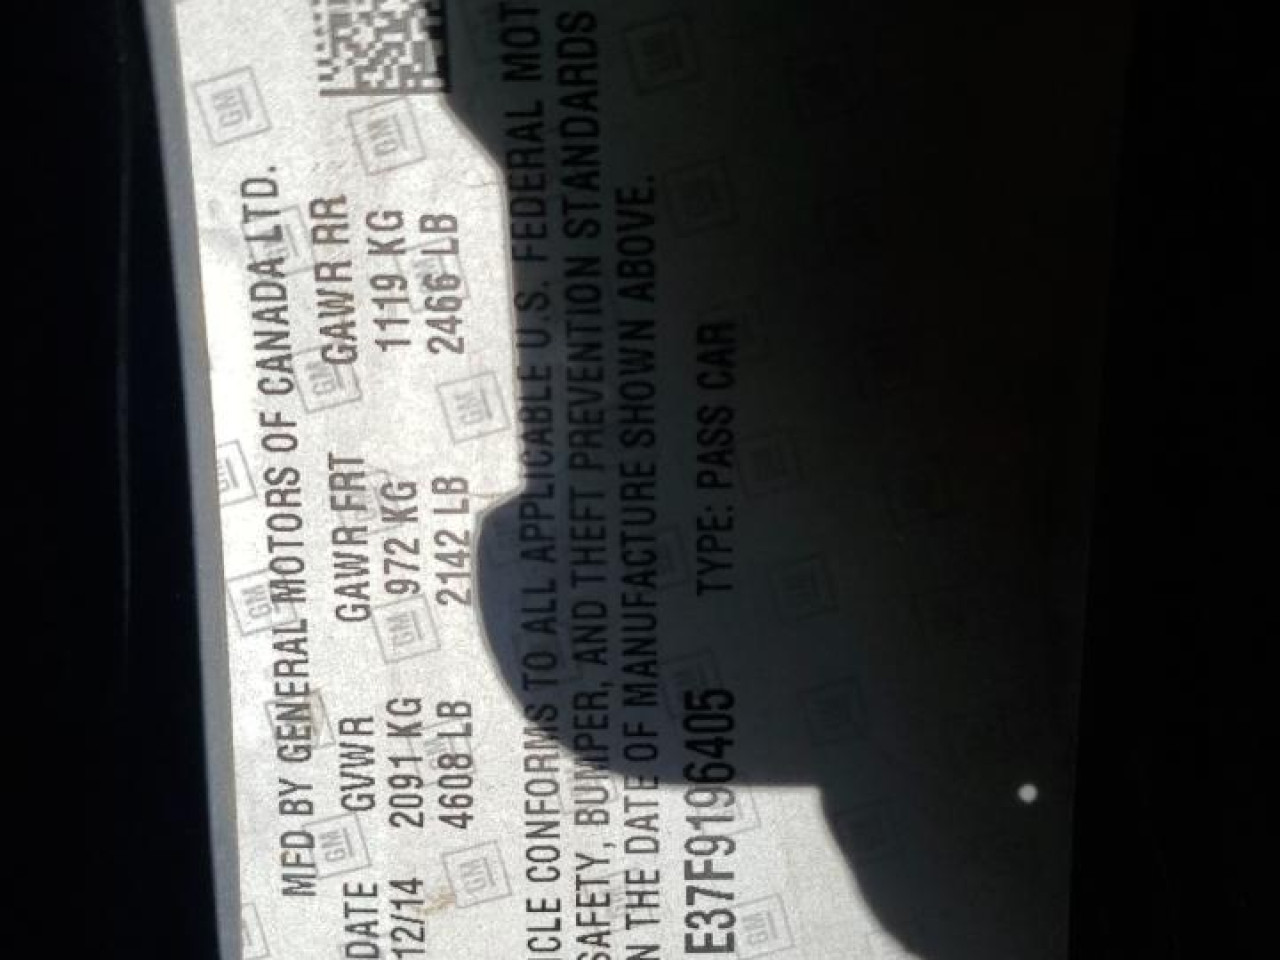 MFD BY GENERAL MOTORS OF CANADA LTD.
DATE GVWR GAWR FRT GAWR RR
12/14 2091 KG 972 KG 1119 KG
4608 LB 2142 LB 2466 LB
ICLE CONFORMS TO ALL APPLICABLE U.S. FEDERAL MOT
SAFETY, BUMPER, AND THEFT PREVENTION STANDARDS
N THE DATE OF MANUFACTURE SHOWN ABOVE.
E37F9196405 TYPE: PASS CAR